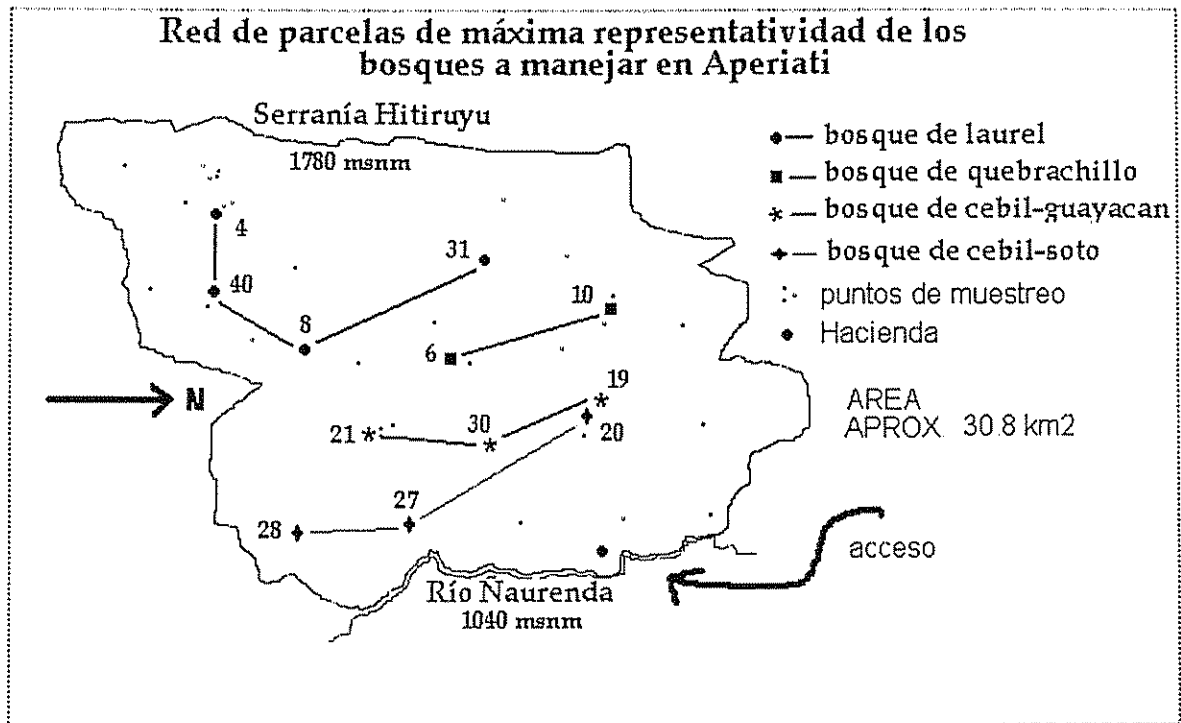 Red de parcelas de máxima representatividad de los
bosques a manejar en Aperiati
Serranía Hitiruyu
1780 msnm
bosque de laurel
bosque de quebrachillo
bosque de cebil-guayacan
bosque de cebil-soto
puntos de muestreo
Hacienda
4
31
40
10
8
6
19
N
AREA
APROX. 30.8 km2
21
30
20
27
28
acceso
Río Ñaurenda
1040 msnm